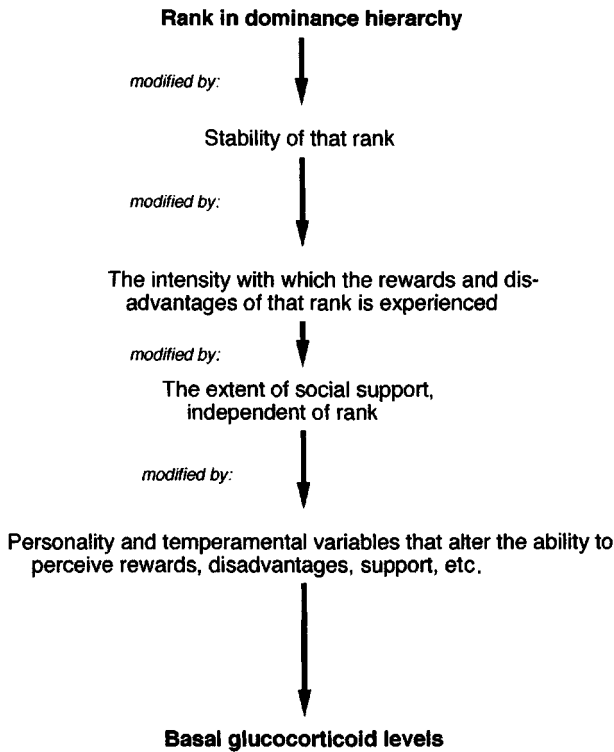 Rank in dominance hierarchy
modified by:
Stability of that rank
modified by:
The intensity with which the rewards and dis-
advantages of that rank is experienced
modified by:
The extent of social support,
independent of rank
modified by:
Personality and temperamental variables that alter the ability to
perceive rewards, disadvantages, support, etc.
Basal glucocorticoid levels